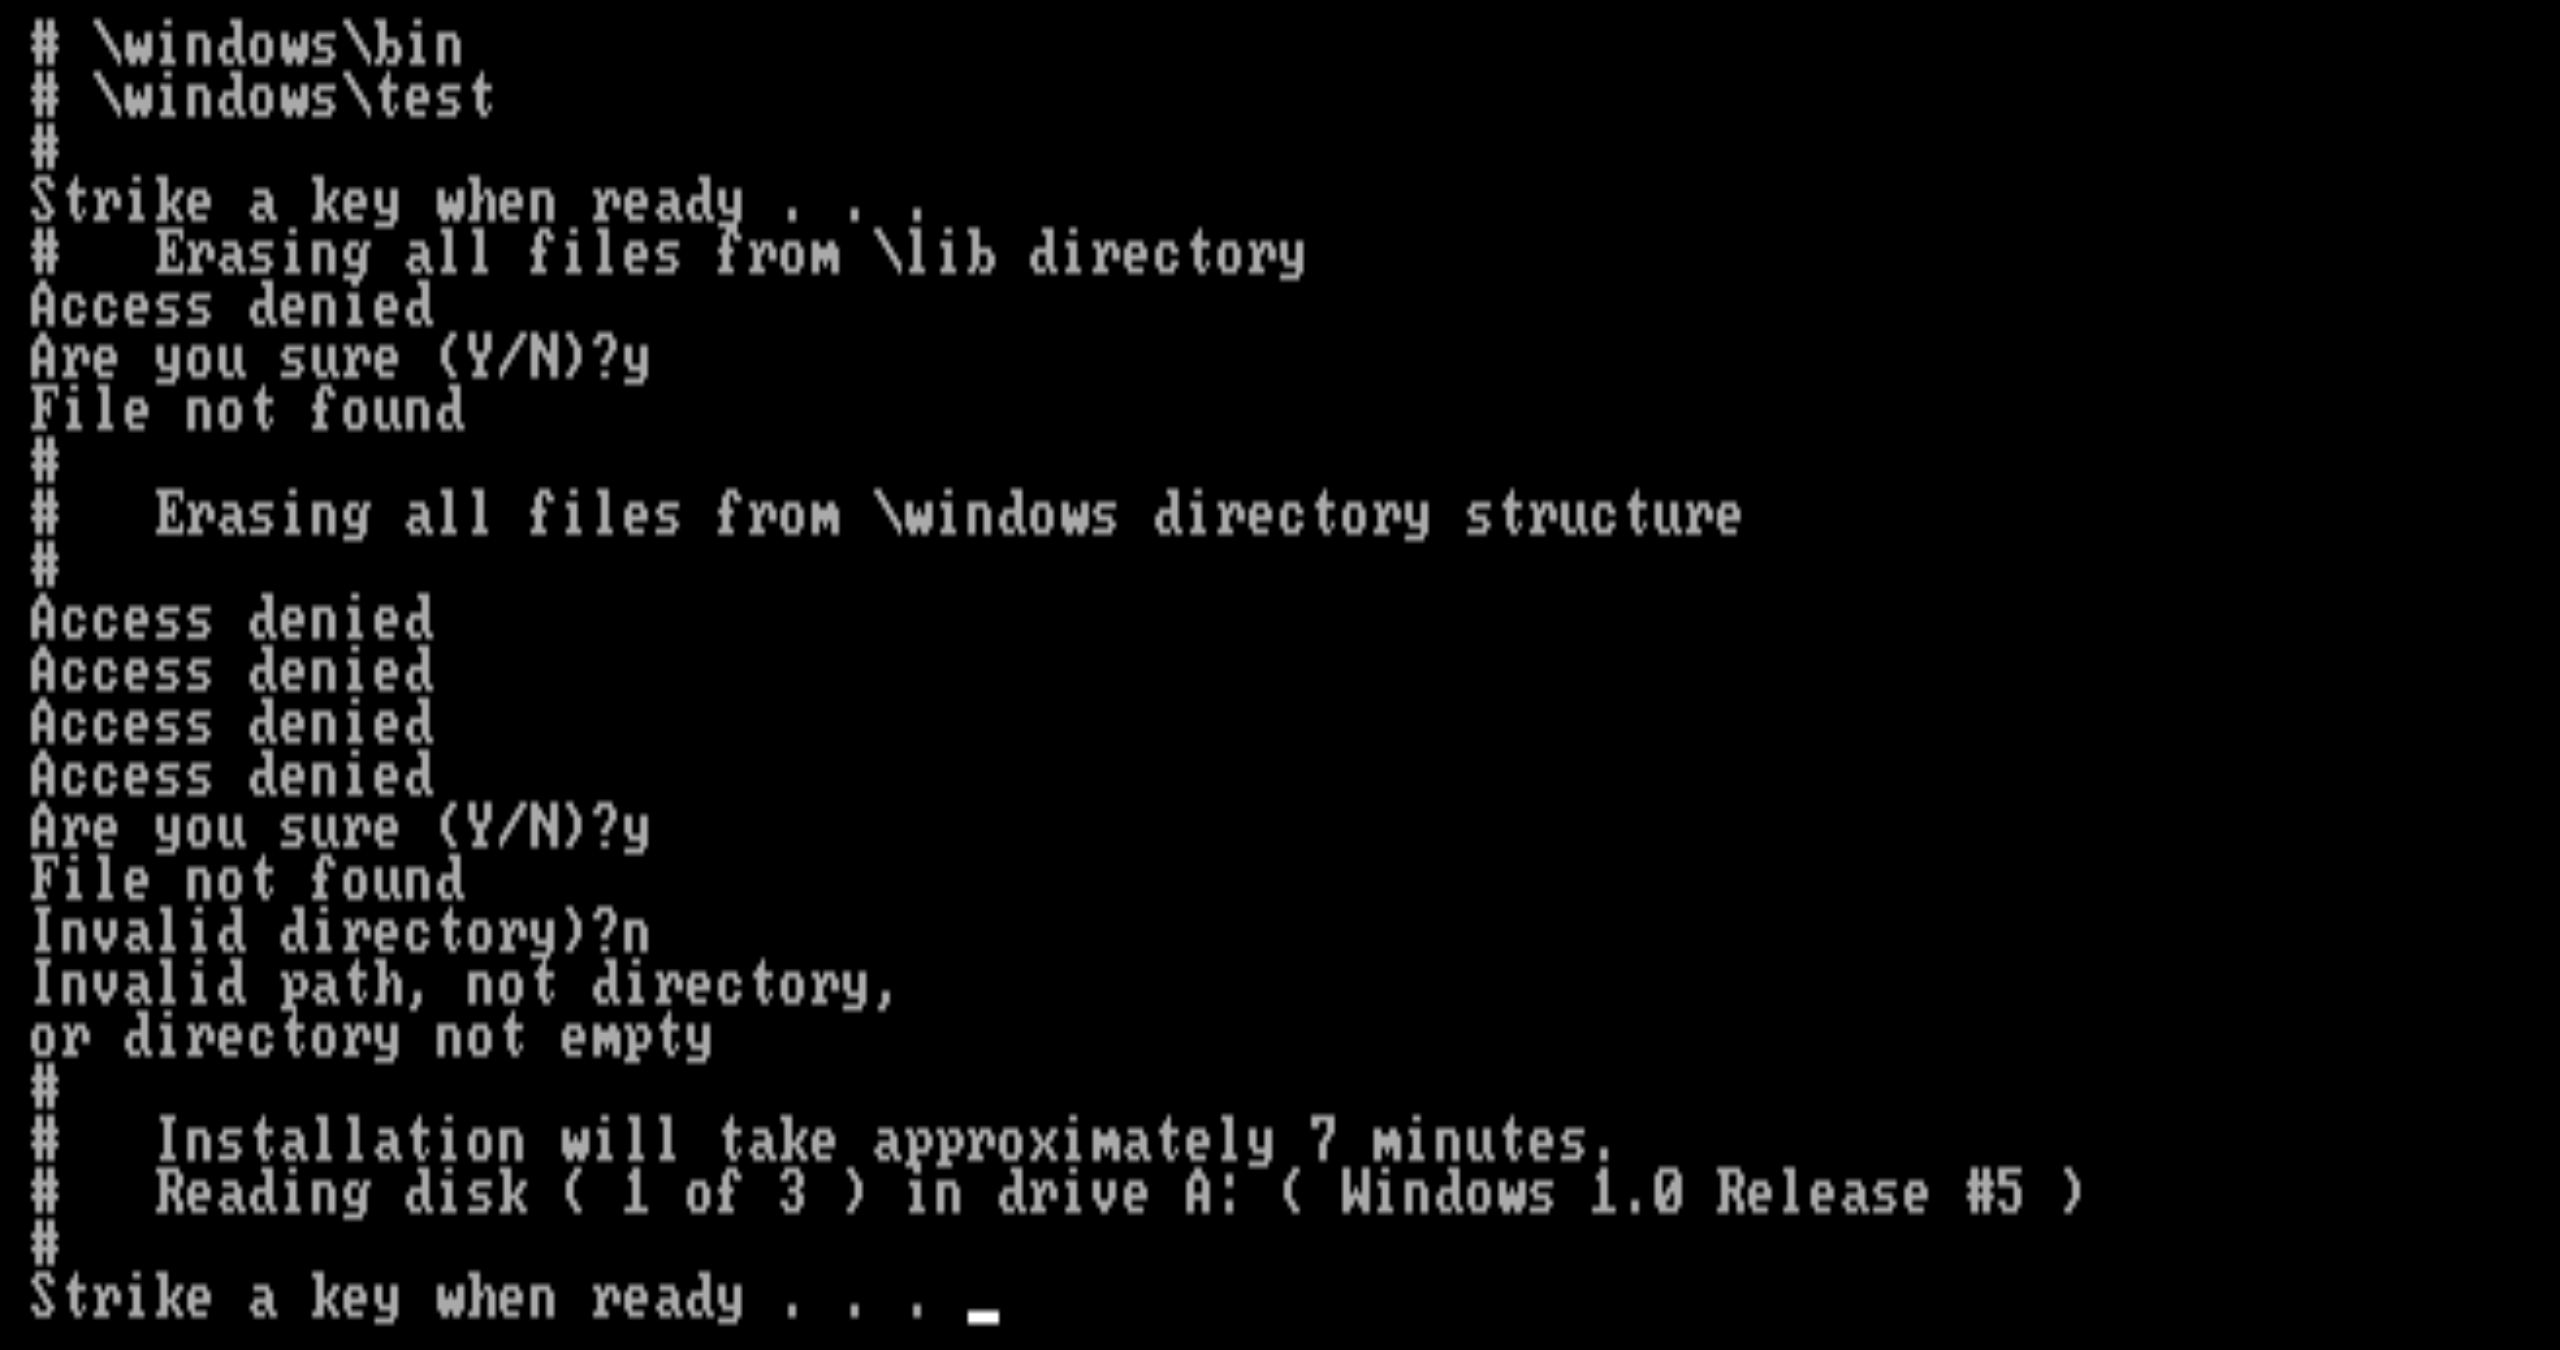 # \windows\bin
# \windows\test
#
Strike a key when ready . . .
#   Erasing all files from \lib directory
Access denied
Are you sure (Y/N)?y
File not found
#
#   Erasing all files from \windows directory structure
#
Access denied
Access denied
Access denied
Access denied
Are you sure (Y/N)?y
File not found
Invalid directory)?n
Invalid path, not directory,
or directory not empty
#
#   Installation will take approximately 7 minutes.
#   Reading disk ( 1 of 3 ) in drive A: ( Windows 1.0 Release #5 )
#
Strike a key when ready . . . _